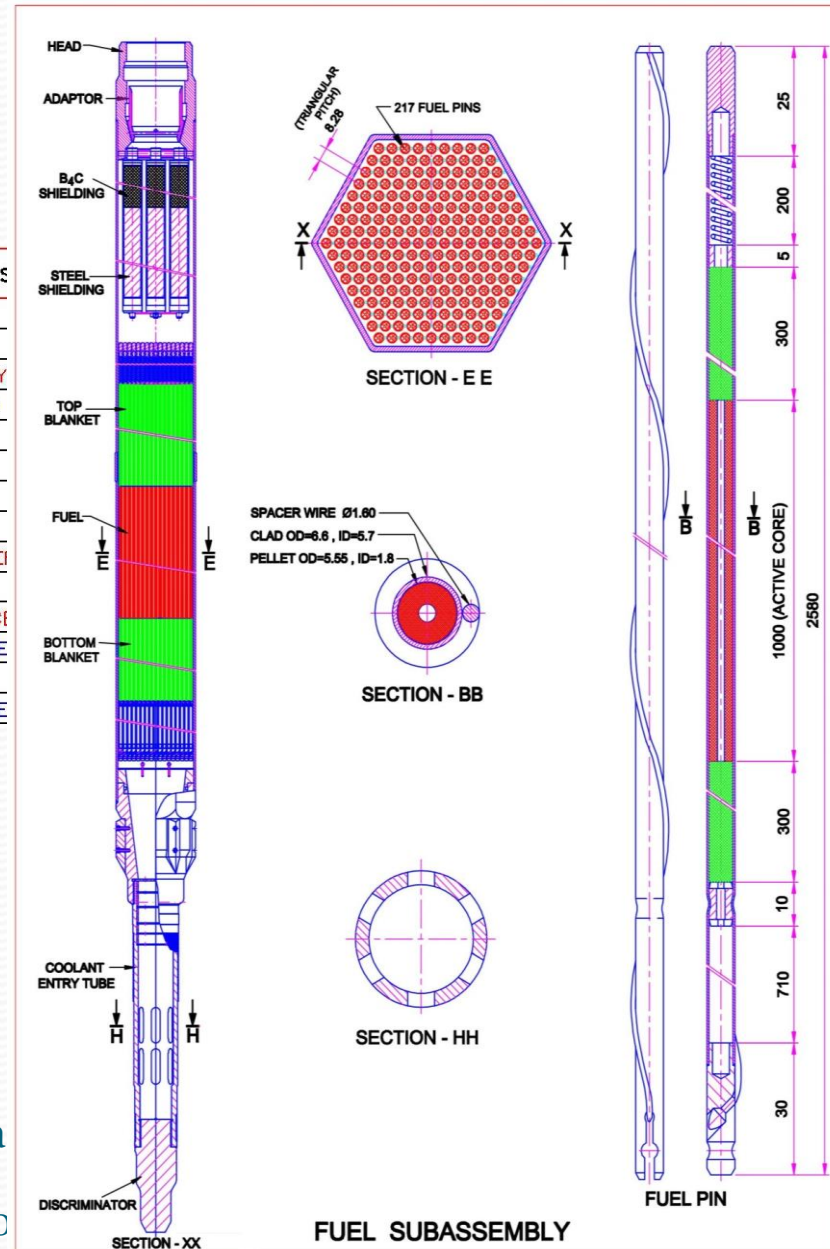 HEAD
ADAPTOR
B₄C
SHIELDING
STEEL
SHIELDING
TOP
BLANKET
FUEL
E
E
BOTTOM
BLANKET
COOLANT
ENTRY TUBE
H
H
DISCRIMINATOR
SECTION - XX
(TRIANGULAR
PITCH)
8.28
217 FUEL PINS
X
X
SECTION - E E
SPACER WIRE Ø1.60
CLAD OD=6.6 , ID=5.7
PELLET OD=5.55 , ID=1.8
SECTION - BB
SECTION - HH
B
B
25
200
5
300
1000 (ACTIVE CORE)
300
10
710
30
2580
FUEL PIN
FUEL SUBASSEMBLY